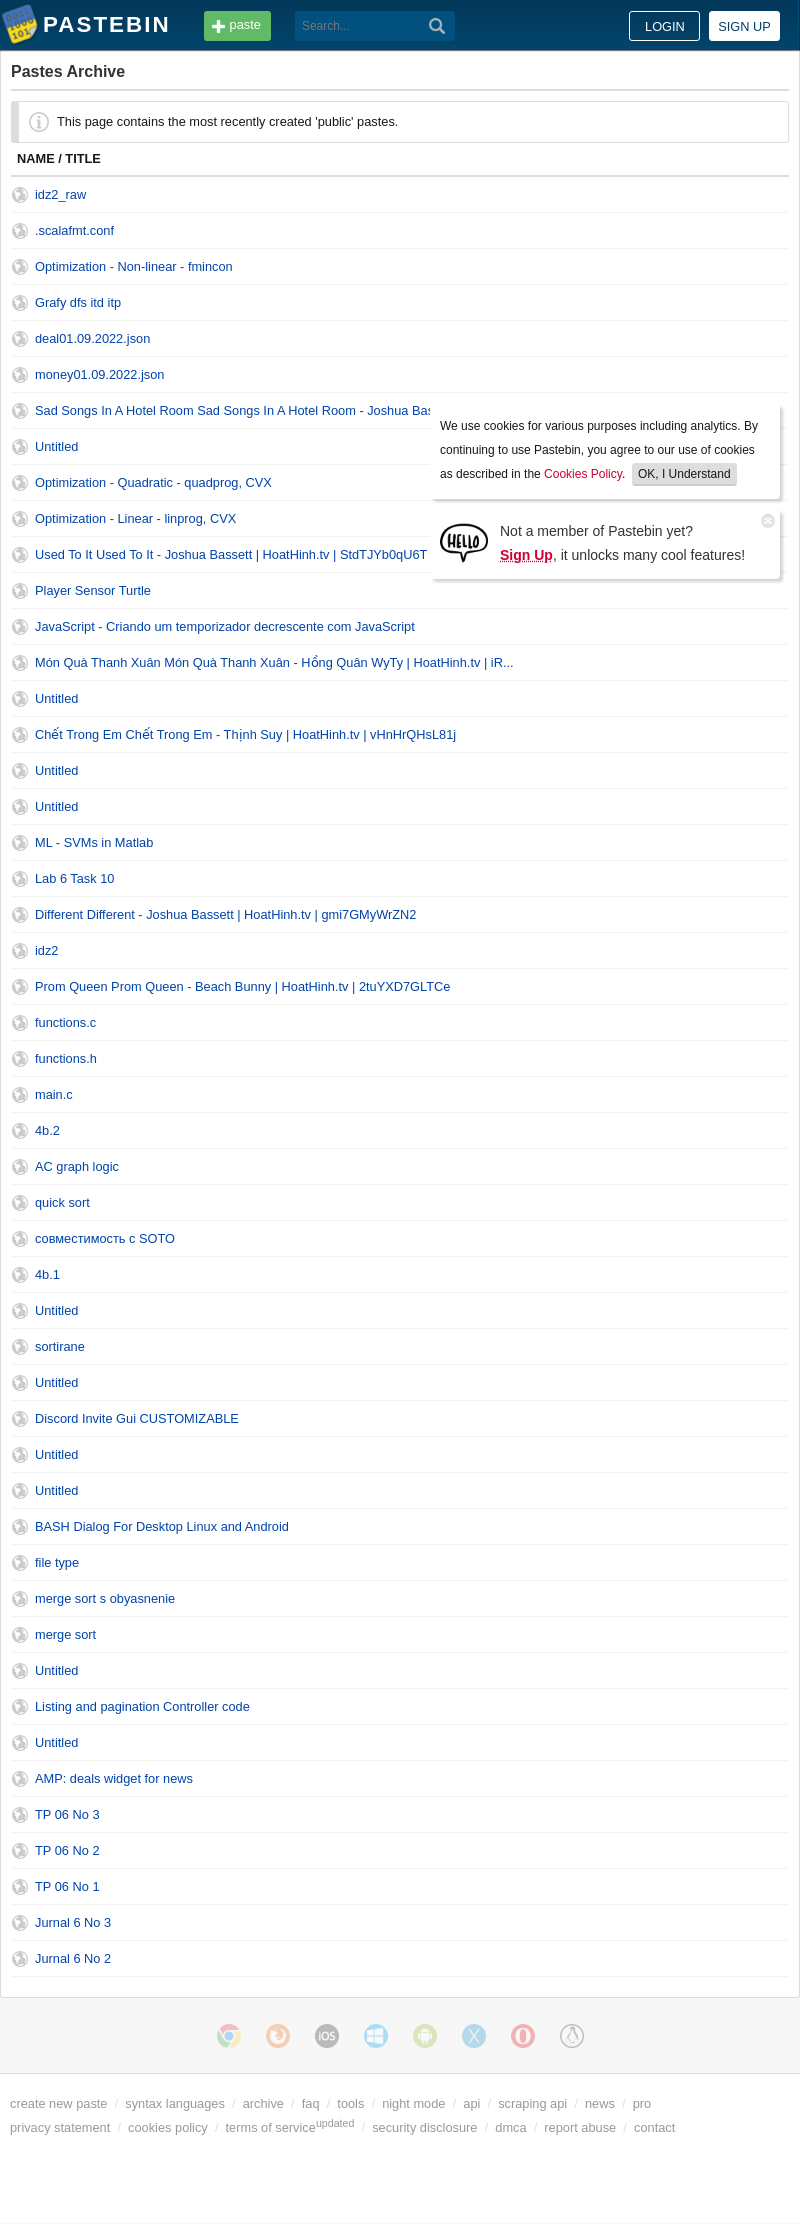 PASTEBIN
paste
Search...
LOGIN
SIGN UP
Pastes Archive
This page contains the most recently created 'public' pastes.
NAME / TITLE
idz2_raw
.scalafmt.conf
Optimization - Non-linear - fmincon
Grafy dfs itd itp
deal01.09.2022.json
money01.09.2022.json
Sad Songs In A Hotel Room Sad Songs In A Hotel Room - Joshua Bas
We use cookies for various purposes including analytics. By
continuing to use Pastebin, you agree to our use of cookies
as described in the Cookies Policy. OK, I Understand
Untitled
Optimization - Quadratic - quadprog, CVX
Optimization - Linear - linprog, CVX
Not a member of Pastebin yet?
Sign Up, it unlocks many cool features!
HELLO
Used To It Used To It - Joshua Bassett | HoatHinh.tv | StdTJYb0qU6T
Player Sensor Turtle
JavaScript - Criando um temporizador decrescente com JavaScript
Món Quà Thanh Xuân Món Quà Thanh Xuân - Hồng Quân WyTy | HoatHinh.tv | iR...
Untitled
Chết Trong Em Chết Trong Em - Thịnh Suy | HoatHinh.tv | vHnHrQHsL81j
Untitled
Untitled
ML - SVMs in Matlab
Lab 6 Task 10
Different Different - Joshua Bassett | HoatHinh.tv | gmi7GMyWrZN2
idz2
Prom Queen Prom Queen - Beach Bunny | HoatHinh.tv | 2tuYXD7GLTCe
functions.c
functions.h
main.c
4b.2
AC graph logic
quick sort
совместимость с SOTO
4b.1
Untitled
sortirane
Untitled
Discord Invite Gui CUSTOMIZABLE
Untitled
Untitled
BASH Dialog For Desktop Linux and Android
file type
merge sort s obyasnenie
merge sort
Untitled
Listing and pagination Controller code
Untitled
AMP: deals widget for news
TP 06 No 3
TP 06 No 2
TP 06 No 1
Jurnal 6 No 3
Jurnal 6 No 2
iOS
create new paste / syntax languages / archive / faq / tools / night mode / api / scraping api / news / pro
privacy statement / cookies policy / terms of serviceupdated / security disclosure / dmca / report abuse / contact